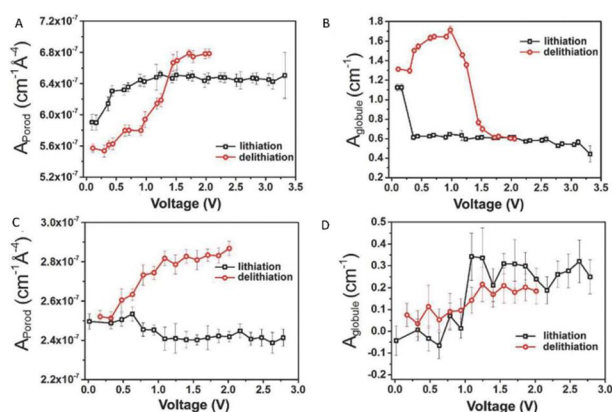 A
7.2x10⁻⁷
6.8x10⁻⁷
6.4x10⁻⁷
6.0x10⁻⁷
5.6x10⁻⁷
5.2x10⁻⁷
A_Porod (cm⁻¹Å⁻⁴)
lithiation
delithiation
0.0 0.5 1.0 1.5 2.0 2.5 3.0 3.5
Voltage (V)
B
1.8
1.6
1.4
1.2
1.0
0.8
0.6
0.4
0.2
A_globule (cm⁻¹)
lithiation
delithiation
0.0 0.5 1.0 1.5 2.0 2.5 3.0 3.5
Voltage (V)
C
3.0x10⁻⁷
2.8x10⁻⁷
2.6x10⁻⁷
2.4x10⁻⁷
2.2x10⁻⁷
A_Porod (cm⁻¹Å⁻⁴)
lithiation
delithiation
0.0 0.5 1.0 1.5 2.0 2.5 3.0
Voltage (V)
D
0.5
0.4
0.3
0.2
0.1
0.0
-0.1
-0.2
A_globule (cm⁻¹)
lithiation
delithiation
0.0 0.5 1.0 1.5 2.0 2.5 3.0
Voltage (V)